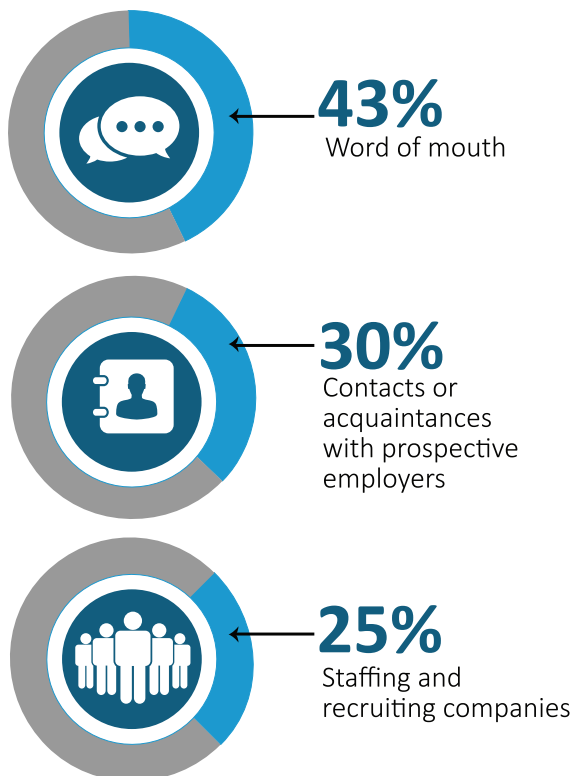 43%
Word of mouth
30%
Contacts or
acquaintances
with prospective
employers
25%
Staffing and
recruiting companies